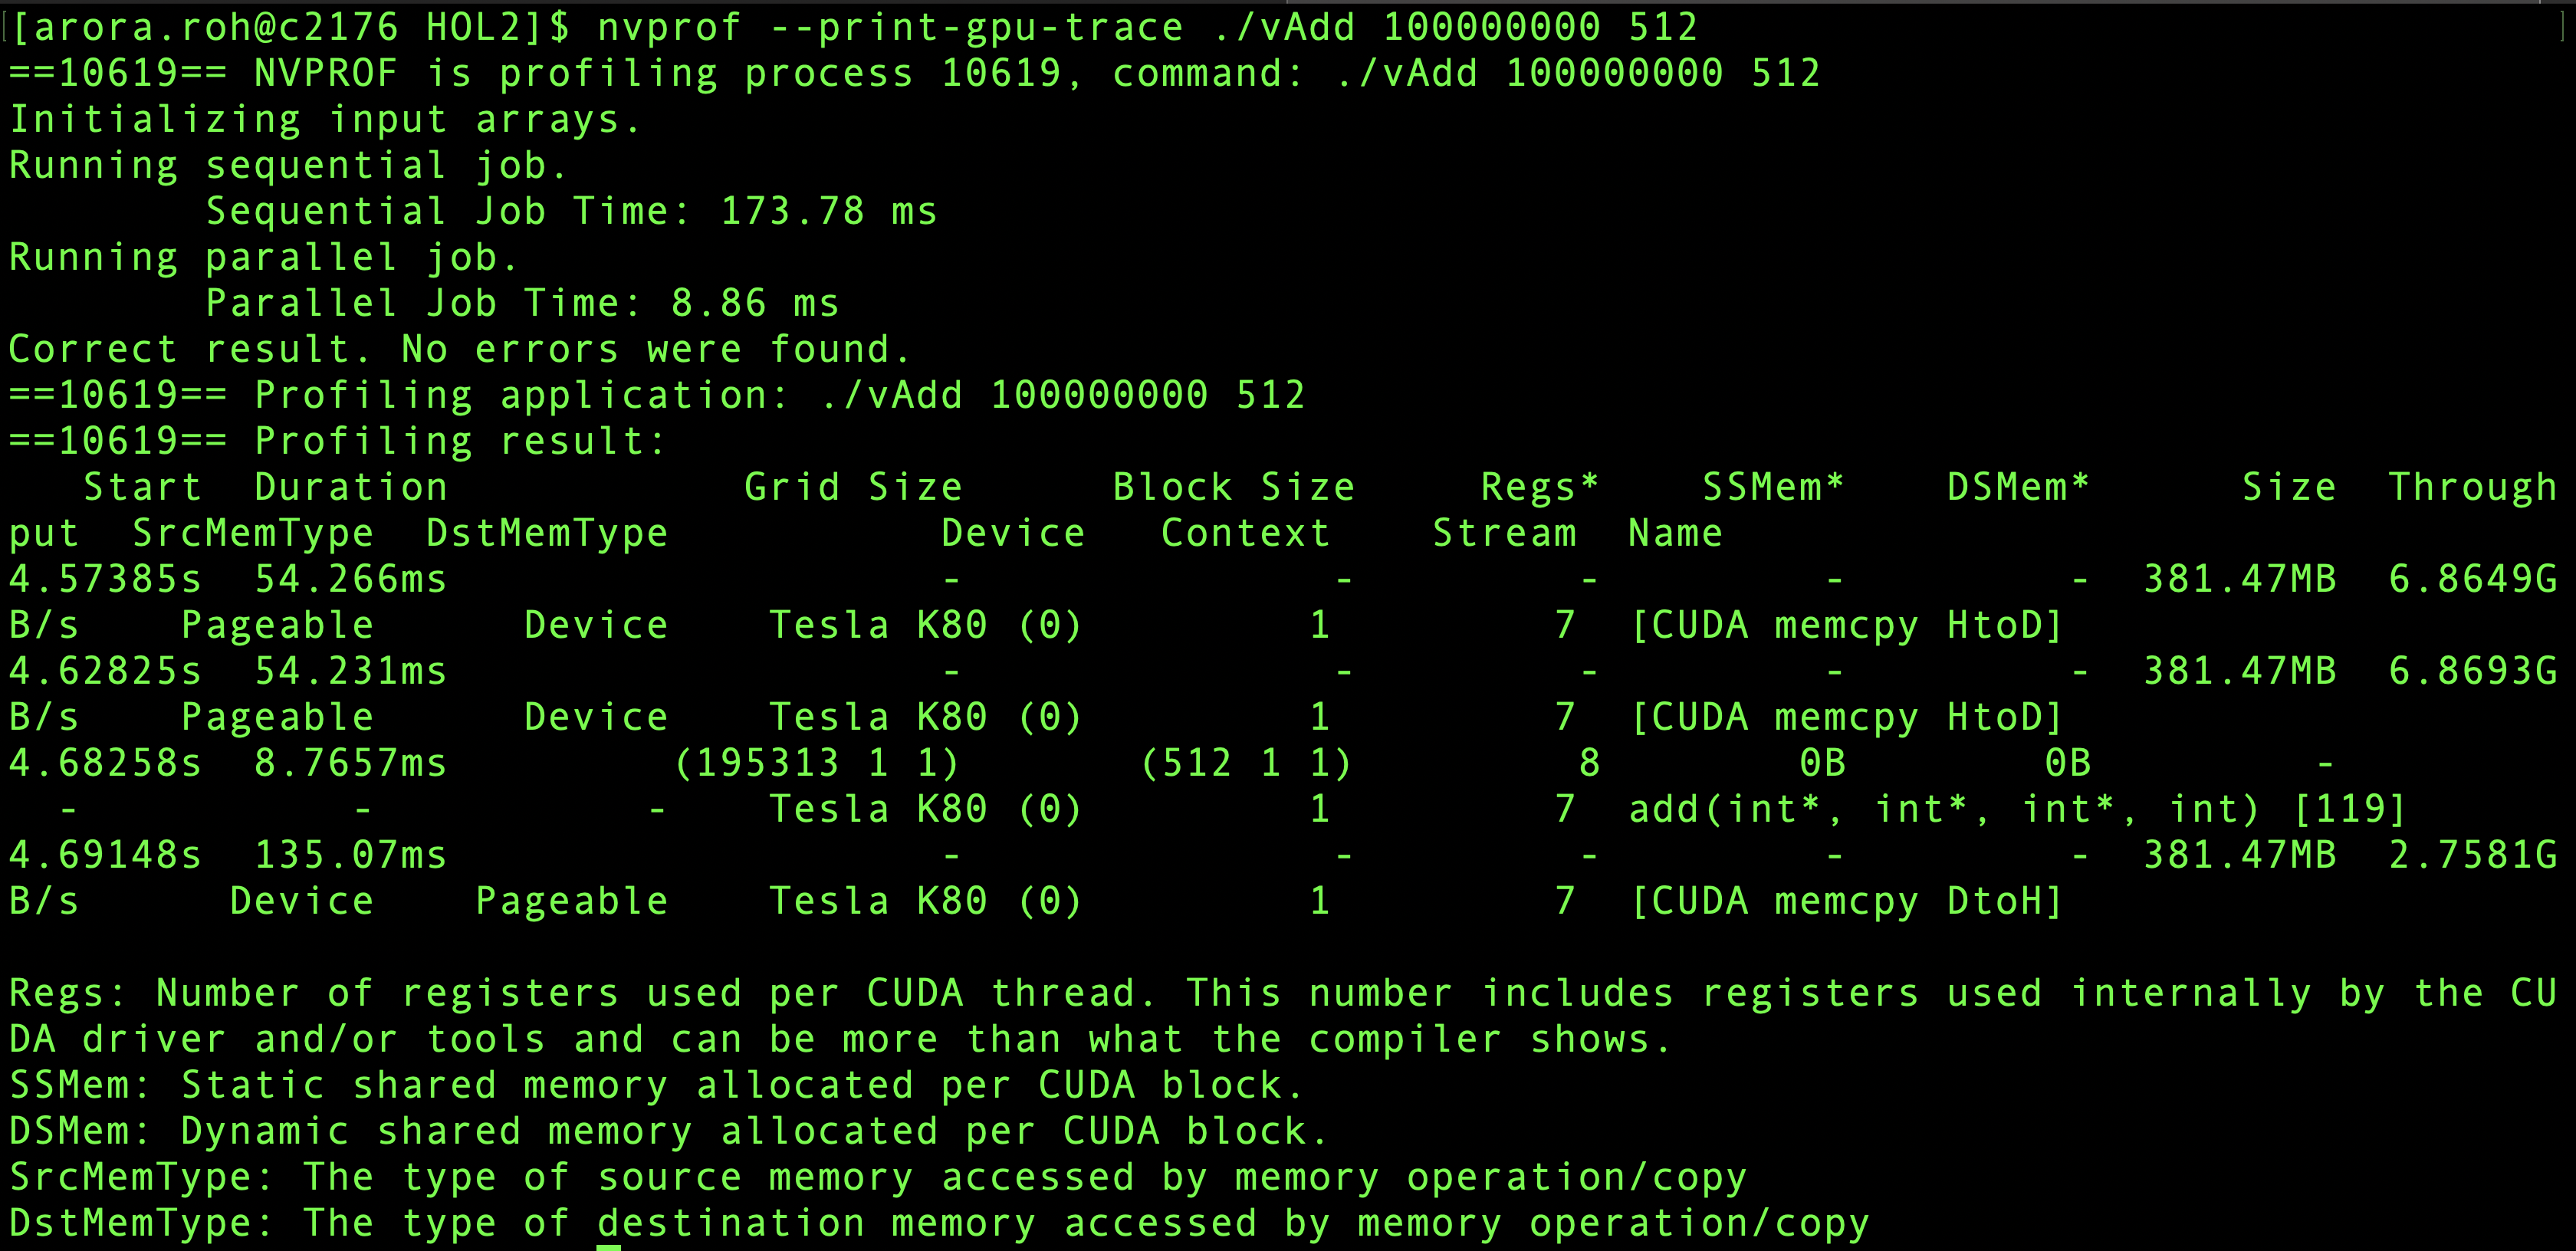 [arora.roh@c2176 HOL2]$ nvprof --print-gpu-trace ./vAdd 100000000 512
==10619== NVPROF is profiling process 10619, command: ./vAdd 100000000 512
Initializing input arrays.
Running sequential job.
        Sequential Job Time: 173.78 ms
Running parallel job.
        Parallel Job Time: 8.86 ms
Correct result. No errors were found.
==10619== Profiling application: ./vAdd 100000000 512
==10619== Profiling result:
   Start  Duration            Grid Size      Block Size     Regs*    SSMem*    DSMem*      Size  Through
put  SrcMemType  DstMemType           Device   Context    Stream  Name
4.57385s  54.266ms                    -               -         -         -         -  381.47MB  6.8649G
B/s    Pageable      Device    Tesla K80 (0)         1         7  [CUDA memcpy HtoD]
4.62825s  54.231ms                    -               -         -         -         -  381.47MB  6.8693G
B/s    Pageable      Device    Tesla K80 (0)         1         7  [CUDA memcpy HtoD]
4.68258s  8.7657ms         (195313 1 1)       (512 1 1)         8        0B        0B         -
  -           -           -    Tesla K80 (0)         1         7  add(int*, int*, int*, int) [119]
4.69148s  135.07ms                    -               -         -         -         -  381.47MB  2.7581G
B/s      Device    Pageable    Tesla K80 (0)         1         7  [CUDA memcpy DtoH]
Regs: Number of registers used per CUDA thread. This number includes registers used internally by the CU
DA driver and/or tools and can be more than what the compiler shows.
SSMem: Static shared memory allocated per CUDA block.
DSMem: Dynamic shared memory allocated per CUDA block.
SrcMemType: The type of source memory accessed by memory operation/copy
DstMemType: The type of destination memory accessed by memory operation/copy